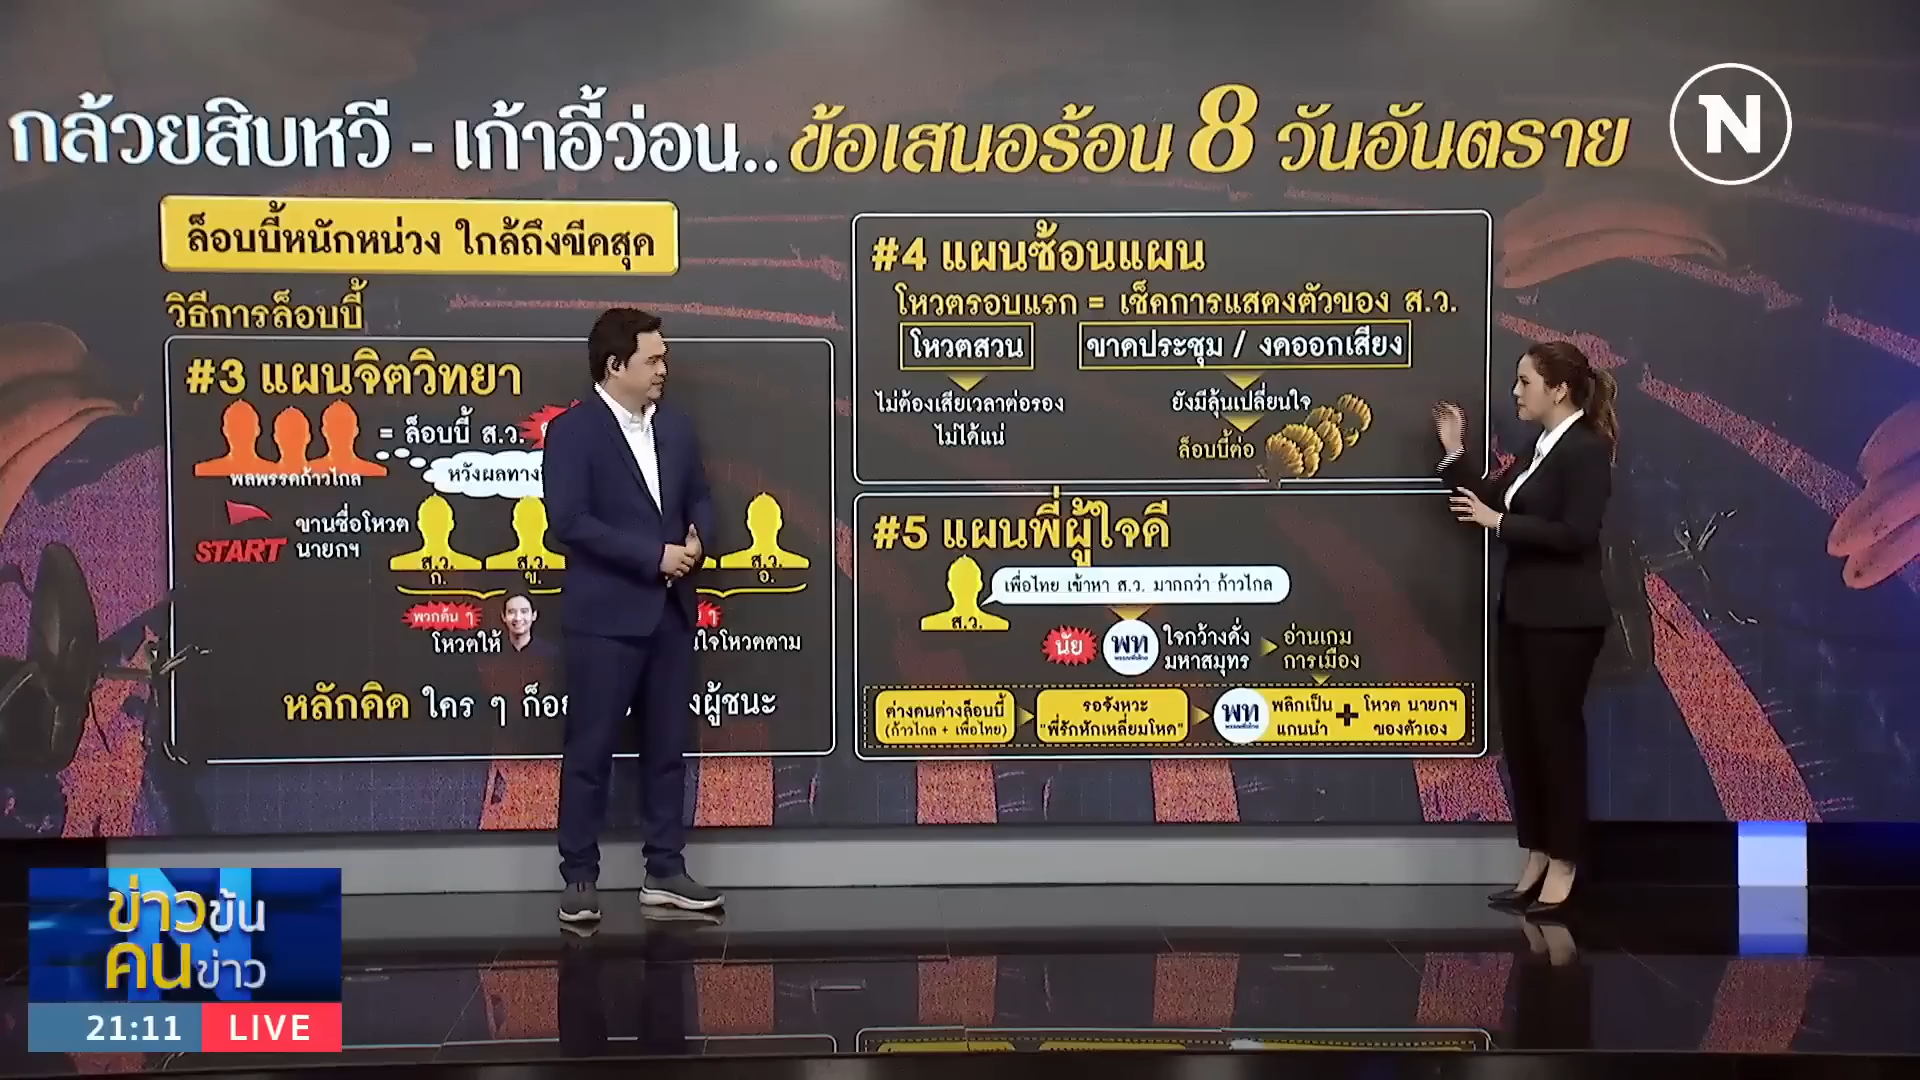 กล้วยสิบหวี - เก้าอี้ว่อน..ข้อเสนอร้อน 8 วันอันตราย
N
ล็อบบี้หนักหน่วง ใกล้ถึงขีดสุด
วิธีการล็อบบี้
#3 แผนจิตวิทยา
= ล็อบบี้ ส.ว.
พลพรรคก้าวไกล
หวังผลทาง
START
ขานชื่อโหวต
นายกฯ
ส.ว.
ก.
ส.ว.
ข.
ส.ว.
อ.
พวกต้น ๆ
โหวตให้
ๆ
ใจโหวตตาม
หลักคิด ใคร ๆ ก็อ ผู้ชนะ
#4 แผนซ้อนแผน
โหวตรอบแรก = เช็คการแสดงตัวของ ส.ว.
โหวตสวน
ขาดประชุม / งดออกเสียง
ไม่ต้องเสียเวลาต่อรอง
ไม่ได้แน่
ยังมีลุ้นเปลี่ยนใจ
ล็อบบี้ต่อ
#5 แผนพี่ผู้ใจดี
ส.ว.
เพื่อไทย เข้าหา ส.ว. มากกว่า ก้าวไกล
นัย
พท
ใจกว้างดั่ง
มหาสมุทร
อ่านเกม
การเมือง
ต่างคนต่างล็อบบี้
(ก้าวไกล + เพื่อไทย)
รอจังหวะ
"พี่รักหักเหลี่ยมโหด"
พท
พลิกเป็น
แกนนำ
+
โหวต นายกฯ
ของตัวเอง
ข่าวข้น
คนข่าว
21:11 LIVE